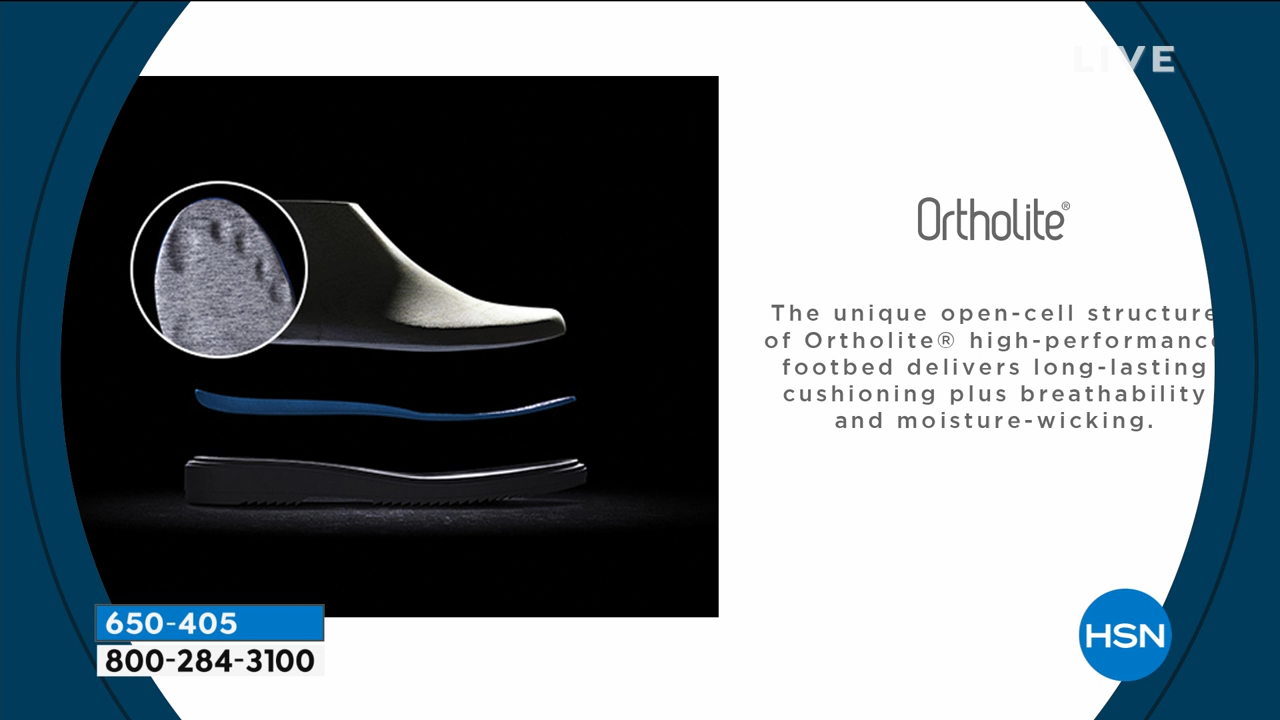 LIVE
Ortholite®
The unique open-cell structure
of Ortholite® high-performanc
footbed delivers long-lasting
cushioning plus breathability
and moisture-wicking.
650-405
800-284-3100
HSN